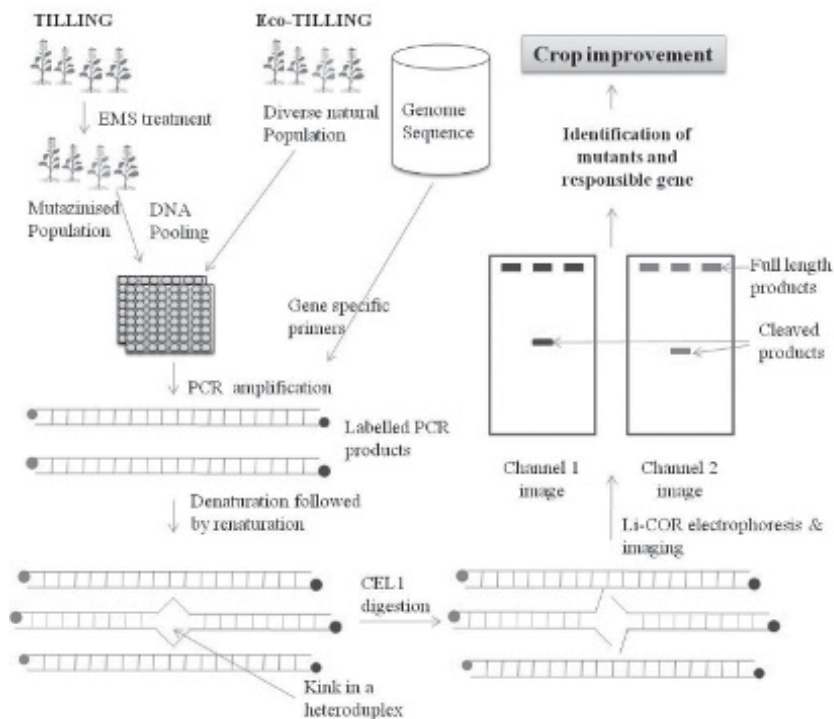 TILLING
Eco-TILLING
EMS treatment
Diverse natural
Population
Genome
Sequence
Crop improvement
Identification of
mutants and
responsible gene
Mutazinised
Population
DNA
Pooling
Gene specific
primers
Full length
products
Cleaved
products
PCR amplification
Labelled PCR
products
Channel 1
image
Channel 2
image
Denaturation followed
by renaturation
Li-COR electrophoresis &
imaging
CEL1
digestion
Kink in a
heteroduplex